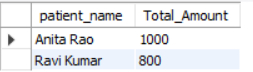 patient_name Total_Amount
Anita Rao 1000
Ravi Kumar 800